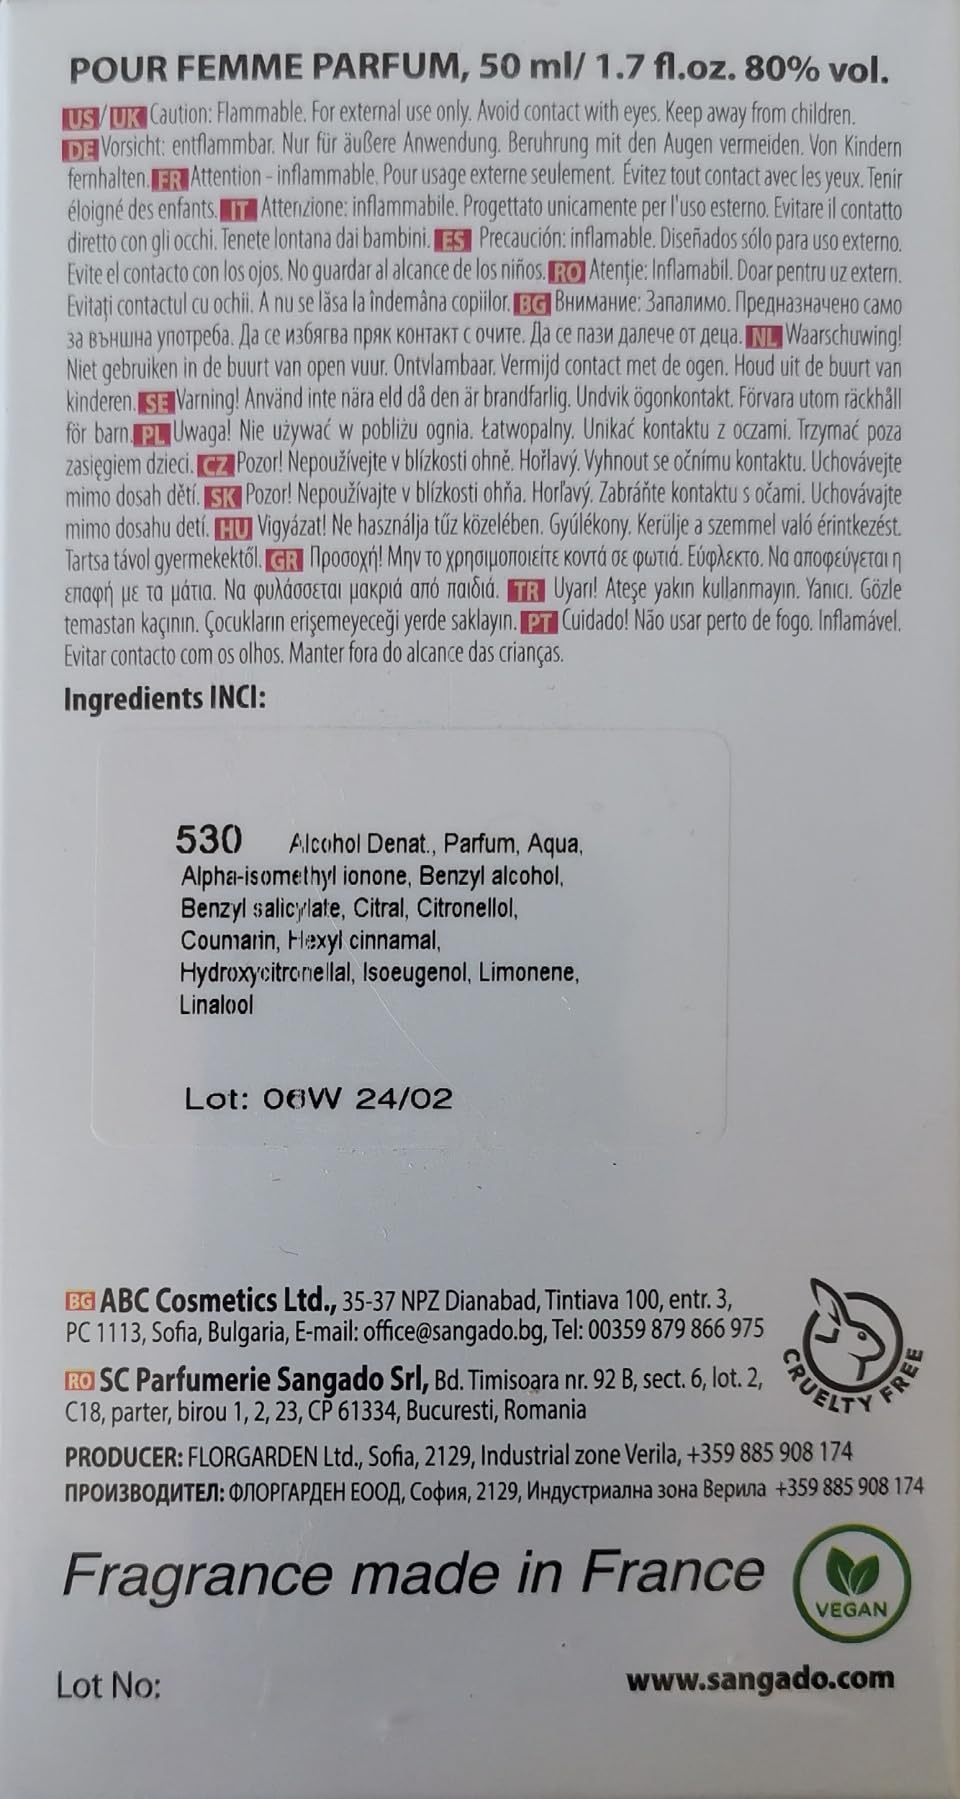 POUR FEMME PARFUM, 50 ml/ 1.7 fl.oz. 80% vol.
US/UK Caution: Flammable. For external use only. Avoid contact with eyes. Keep away from children.
DE Vorsicht: entflammbar. Nur für äußere Anwendung. Beruhrung mit den Augen vermeiden. Von Kindern
fernhalten. FR Attention - inflammable. Pour usage externe seulement. Évitez tout contact avec les yeux. Tenir
éloigné des enfants. IT Attenzione: inflammabile. Progettato unicamente per l'uso esterno. Evitare il contatto
diretto con gli occhi. Tenete lontana dai bambini. ES Precaución: inflamable. Diseñados sólo para uso externo.
Evite el contacto con los ojos. No guardar al alcance de los niños. RO Atenție: Inflamabil. Doar pentru uz extern.
Evitați contactul cu ochii. A nu se lăsa la îndemâna copiilor. BG Внимание: Запалимо. Предназначено само
за външна употреба. Да се избягва пряк контакт с очите. Да се пази далече от деца. NL Waarschuwing!
Niet gebruiken in de buurt van open vuur. Ontvlambaar. Vermijd contact met de ogen. Houd uit de buurt van
kinderen. SE Varning! Använd inte nära eld då den är brandfarlig. Undvik ögonkontakt. Förvara utom räckhåll
för barn. PL Uwaga! Nie używać w pobliżu ognia. Łatwopalny. Unikać kontaktu z oczami. Trzymać poza
zasięgiem dzieci. CZ Pozor! Nepoužívejte v blízkosti ohně. Hořlavý. Vyhnout se očnímu kontaktu. Uchovávejte
mimo dosah dětí. SK Pozor! Nepoužívajte v blízkosti ohňa. Horľavý. Zabráňte kontaktu s očami. Uchovávajte
mimo dosahu detí. HU Vigyázat! Ne használja tűz közelében. Gyúlékony. Kerülje a szemmel való érintkezést.
Tartsa távol gyermekektől. GR Προσοχή! Μην το χρησιμοποιείτε κοντά σε φωτιά. Εύφλεκτο. Να αποφεύγεται η
επαφή με τα μάτια. Να φυλάσσεται μακριά από παιδιά. TR Uyarı! Ateşe yakın kullanmayın. Yanıcı. Gözle
temastan kaçının. Çocukların erişemeyeceği yerde saklayın. PT Cuidado! Não usar perto de fogo. Inflamável.
Evitar contacto com os olhos. Manter fora do alcance das crianças.
Ingredients INCI:
530 Alcohol Denat., Parfum, Aqua,
Alpha-isomethyl ionone, Benzyl alcohol,
Benzyl salicylate, Citral, Citronellol,
Coumarin, Hexyl cinnamal,
Hydroxycitronellal, Isoeugenol, Limonene,
Linalool
Lot: 06W 24/02
BG ABC Cosmetics Ltd., 35-37 NPZ Dianabad, Tintiava 100, entr. 3,
PC 1113, Sofia, Bulgaria, E-mail: office@sangado.bg, Tel: 00359 879 866 975
RO SC Parfumerie Sangado Srl, Bd. Timisoara nr. 92 B, sect. 6, lot. 2,
C18, parter, birou 1, 2, 23, CP 61334, Bucuresti, Romania
CRUELTY FREE
PRODUCER: FLORGARDEN Ltd., Sofia, 2129, Industrial zone Verila, +359 885 908 174
ПРОИЗВОДИТЕЛ: ФЛОРГАРДЕН ЕООД, София, 2129, Индустриална зона Верила +359 885 908 174
Fragrance made in France
VEGAN
Lot No:
www.sangado.com